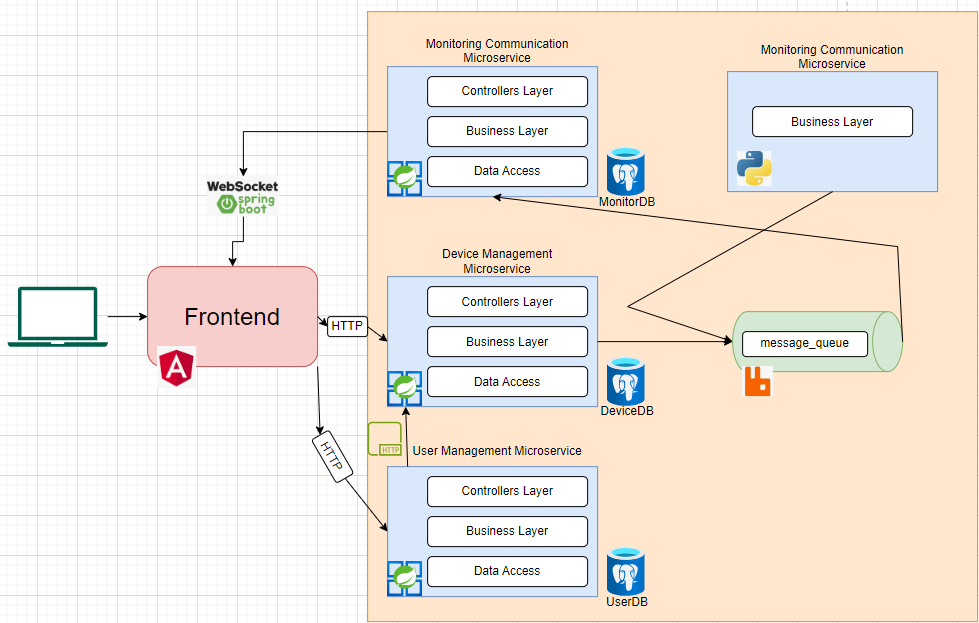 Monitoring Communication
Microservice
Controllers Layer
Business Layer
Data Access
MonitorDB
Monitoring Communication
Microservice
Business Layer
WebSocket
spring
boot
Device Management
Microservice
Controllers Layer
Business Layer
Data Access
DeviceDB
Frontend
HTTP
message_queue
HTTP
HTTP
User Management Microservice
Controllers Layer
Business Layer
Data Access
UserDB